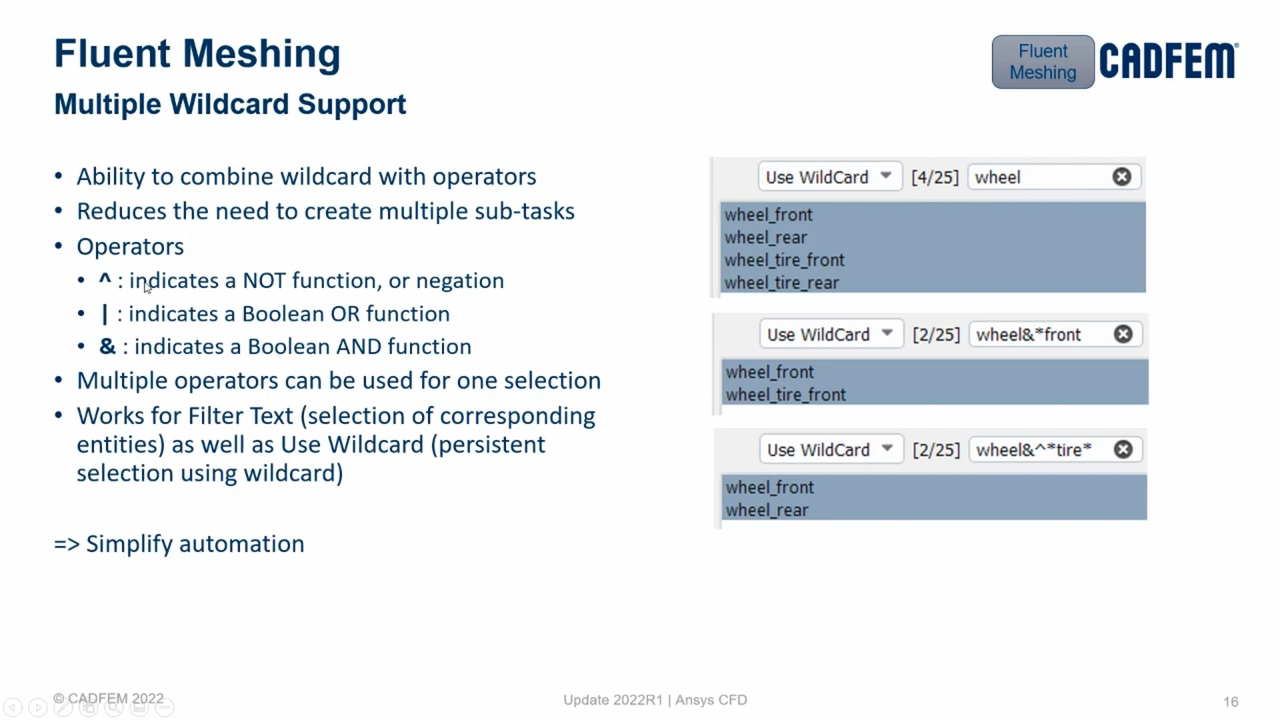 Fluent Meshing
Fluent
Meshing
CADFEM
Multiple Wildcard Support
• Ability to combine wildcard with operators
• Reduces the need to create multiple sub-tasks
• Operators
• ^ : indicates a NOT function, or negation
• | : indicates a Boolean OR function
• & : indicates a Boolean AND function
• Multiple operators can be used for one selection
• Works for Filter Text (selection of corresponding
entities) as well as Use Wildcard (persistent
selection using wildcard)
=> Simplify automation
Use WildCard [4/25] wheel
wheel_front
wheel_rear
wheel_tire_front
wheel_tire_rear
Use WildCard [2/25] wheel&*front
wheel_front
wheel_tire_front
Use WildCard [2/25] wheel&^*tire*
wheel_front
wheel_rear
© CADFEM 2022
Update 2022R1 | Ansys CFD
16